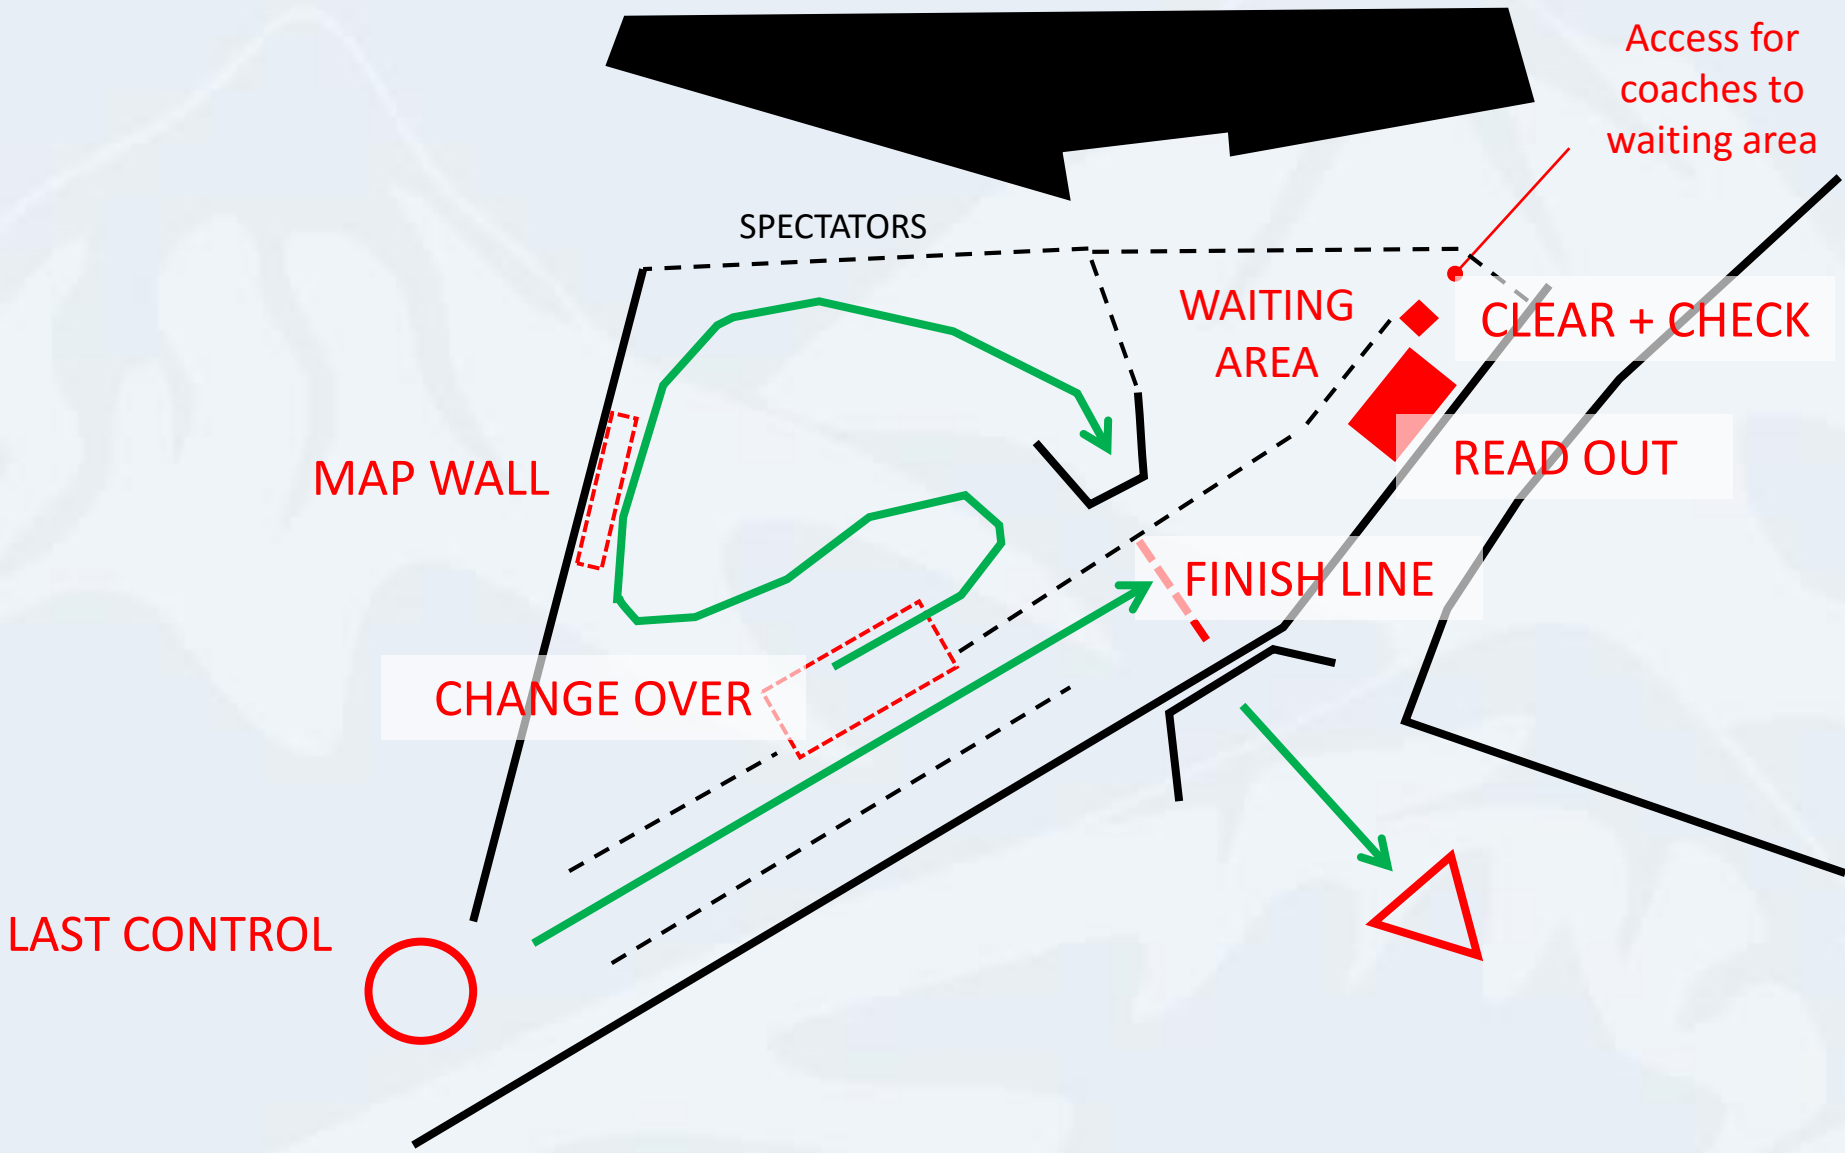 Access for
coaches to
waiting area
SPECTATORS
WAITING
AREA
CLEAR + CHECK
READ OUT
MAP WALL
FINISH LINE
CHANGE OVER
LAST CONTROL